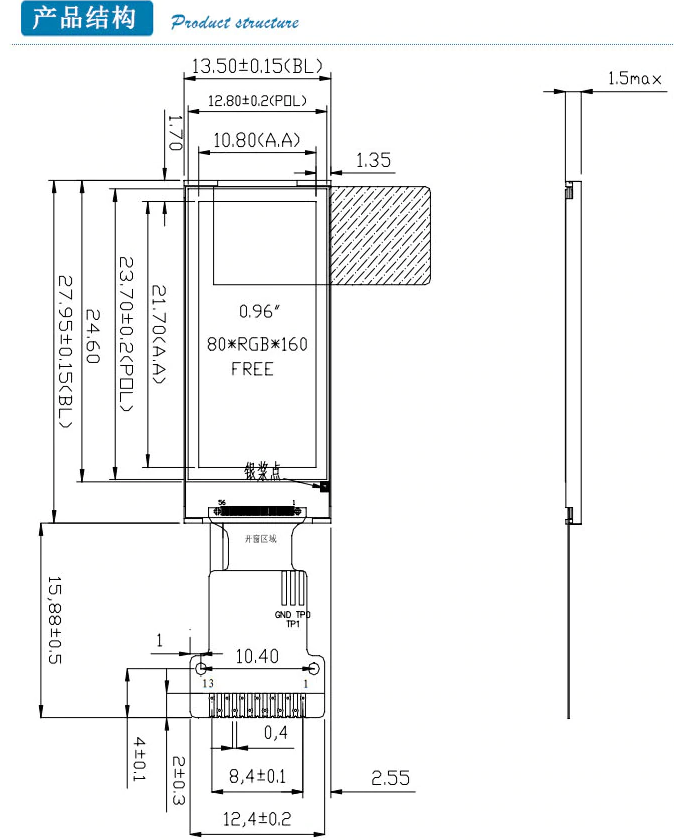 产品结构 Product structure
13.50±0.15(BL)
1.5max
12.80±0.2(POL)
1.70
10.80(A.A)
1.35
27.95±0.15(BL)
24.60
23.70±0.2(POL)
21.70(A.A)
0.96"
80*RGB*160
FREE
银浆点
56 1
开窗区域
15,88±0.5
GND TP0
TP1
1
10.40
13 1
0,4
4±0.1
2±0.3
8,4±0.1
2.55
12,4±0.2